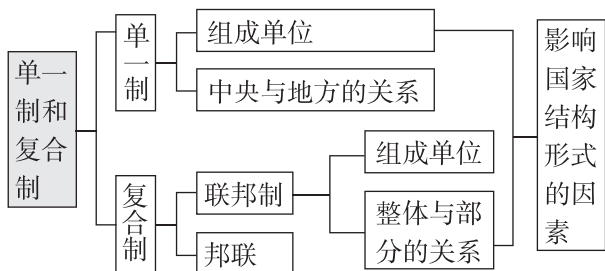 单一
制和
复合
制
单
一
制
组成单位
中央与地方的关系
复
合
制
联邦制
邦联
组成单位
整体与部
分的关系
影响
国家
结构
形式
的因
素